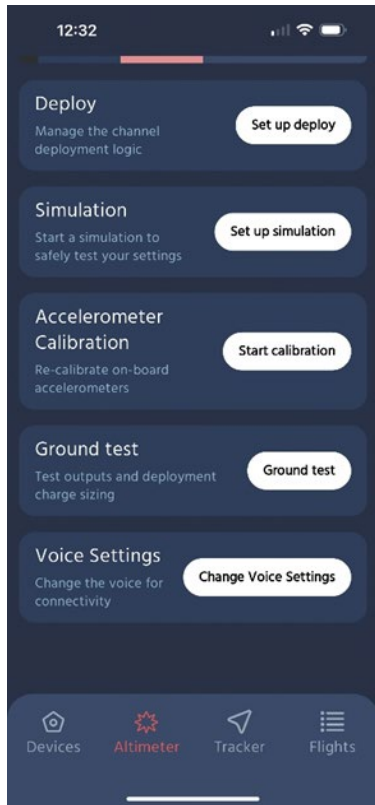 12:32
Deploy
Manage the channel
deployment logic
Set up deploy
Simulation
Start a simulation to
safely test your settings
Set up simulation
Accelerometer
Calibration
Re-calibrate on-board
accelerometers
Start calibration
Ground test
Test outputs and deployment
charge sizing
Ground test
Voice Settings
Change the voice for
connectivity
Change Voice Settings
Devices
Altimeter
Tracker
Flights